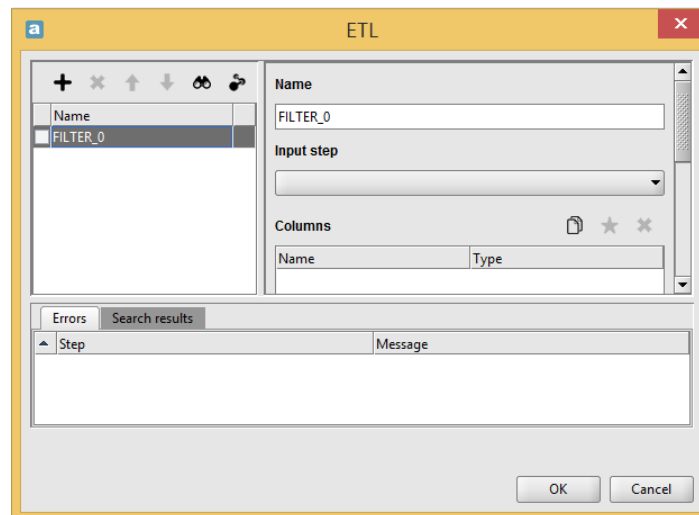 a
ETL
Name
FILTER_0
Name
FILTER_0
Input step
Columns
Name Type
Errors Search results
Step Message
OK Cancel